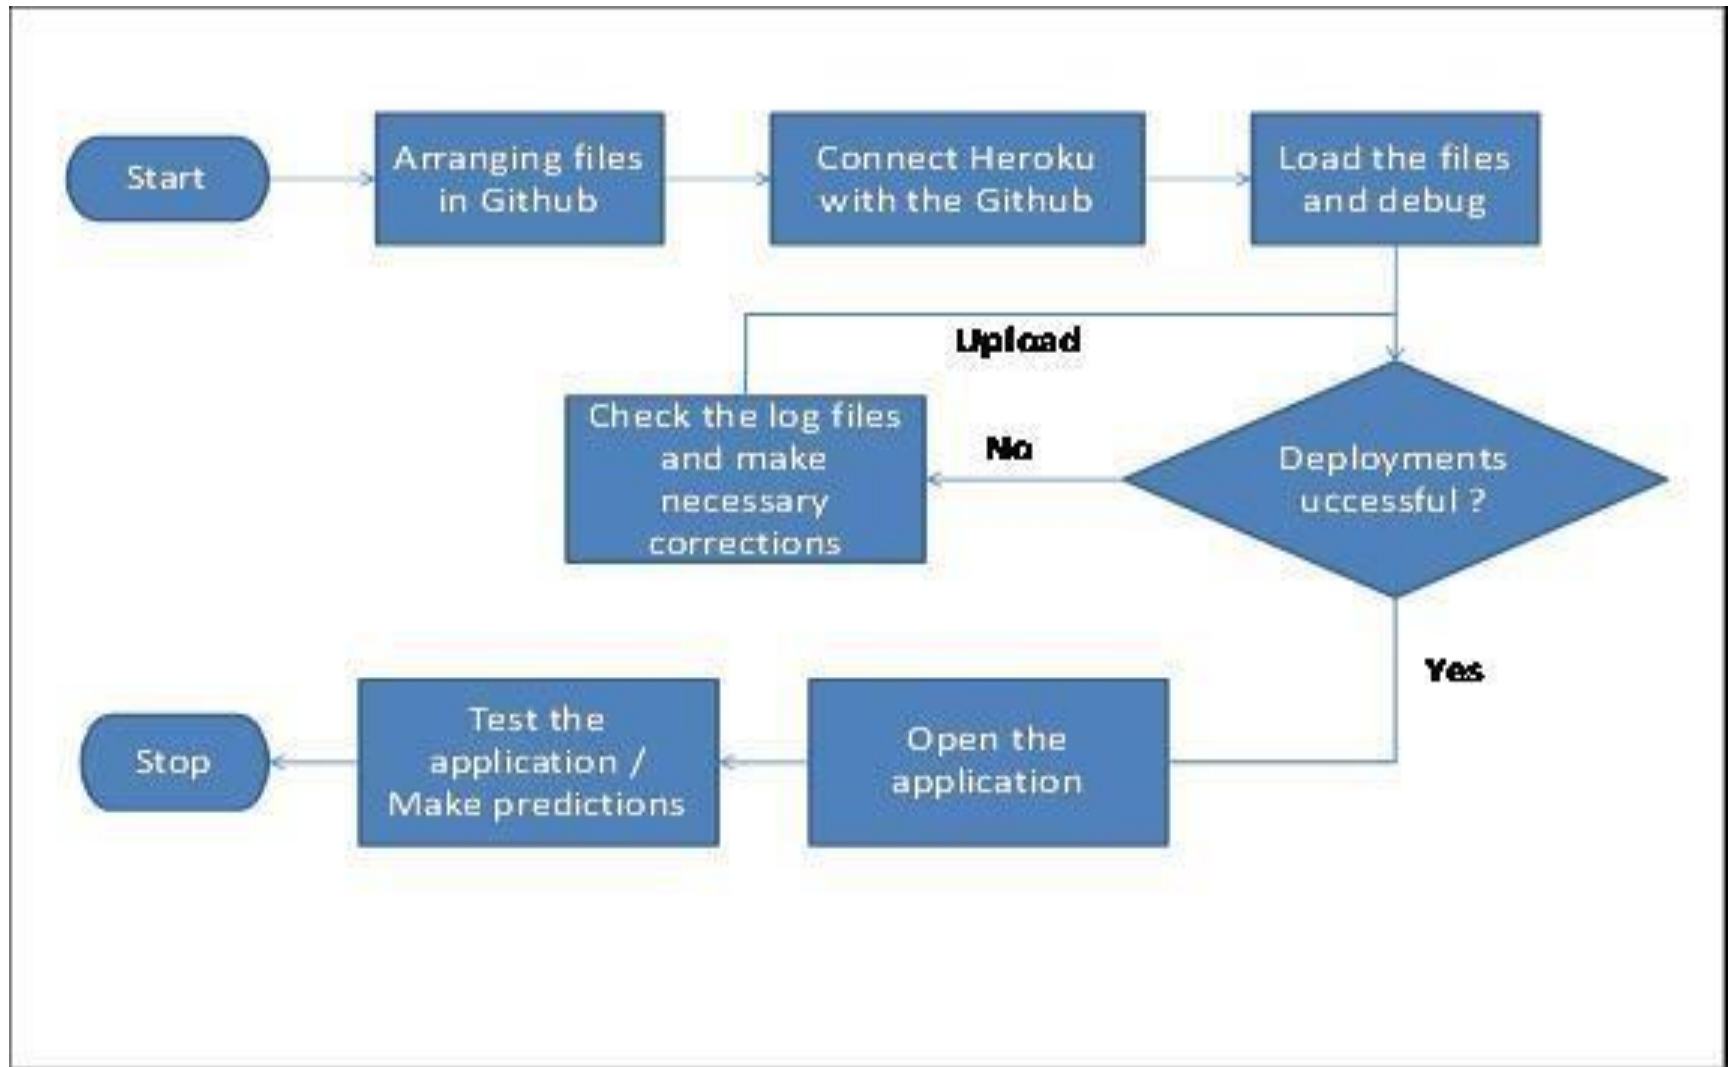 Start
Arranging files
in Github
Connect Heroku
with the Github
Load the files
and debug
Upload
Check the log files
and make
necessary
corrections
No
Deployments
uccessful ?
Yes
Open the
application
Test the
application /
Make predictions
Stop